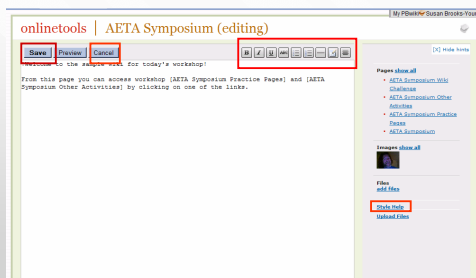 My PBwiki Susan Brooks-You
onlinetools | AETA Symposium (editing)
Save Preview Cancel
B I U ABC
[X] Hide hints
Welcome to the sample wiki for today's workshop!
From this page you can access workshop [AETA Symposium Practice Pages] and [AETA
Symposium Other Activities] by clicking on one of the links.
Pages show all
AETA Symposium Wiki
Challenge
AETA Symposium Other
Activities
AETA Symposium Practice
Pages
AETA Symposium
Images show all
Files
add files
Style Help
Upload Files